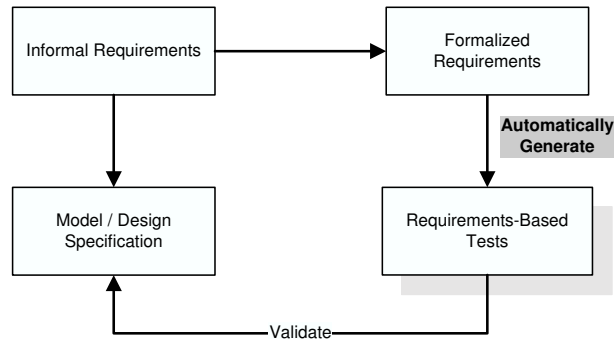 Informal Requirements
Formalized
Requirements
Automatically
Generate
Model / Design
Specification
Requirements-Based
Tests
Validate